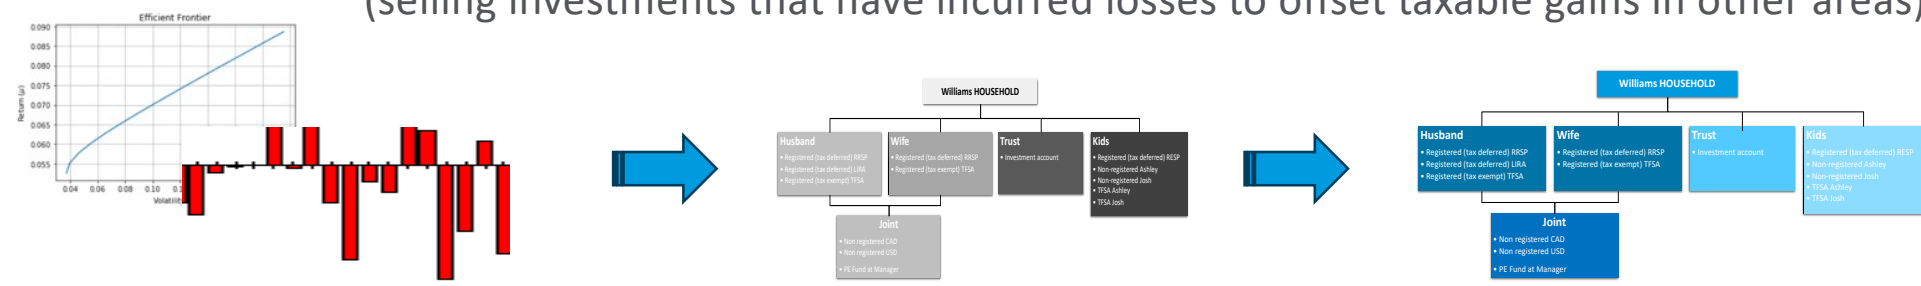 (selling investments that have incurred losses to offset taxable gains in other areas)
Efficient Frontier
Return (μ)
0.090
0.085
0.080
0.075
0.070
0.065
0.060
0.055
0.04 0.06 0.08 0.10
Williams HOUSEHOLD
Husband
• Registered (tax deferred) RRSP
• Registered (tax deferred) LIRA
• Registered (tax exempt) TFSA
Wife
• Registered (tax deferred) RRSP
• Registered (tax exempt) TFSA
Trust
• Investment account
Kids
• Registered (tax deferred) RESP
• Non-registered Ashley
• Non-registered Josh
• TFSA Ashley
• TFSA Josh
Joint
• Non registered CAD
• Non registered USD
• PE Fund at Manager
Williams HOUSEHOLD
Husband
• Registered (tax deferred) RRSP
• Registered (tax deferred) LIRA
• Registered (tax exempt) TFSA
Wife
• Registered (tax deferred) RRSP
• Registered (tax exempt) TFSA
Trust
• Investment account
Kids
• Registered (tax deferred) RESP
• Non-registered Ashley
• Non-registered Josh
• TFSA Ashley
• TFSA Josh
Joint
• Non registered CAD
• Non registered USD
• PE Fund at Manager